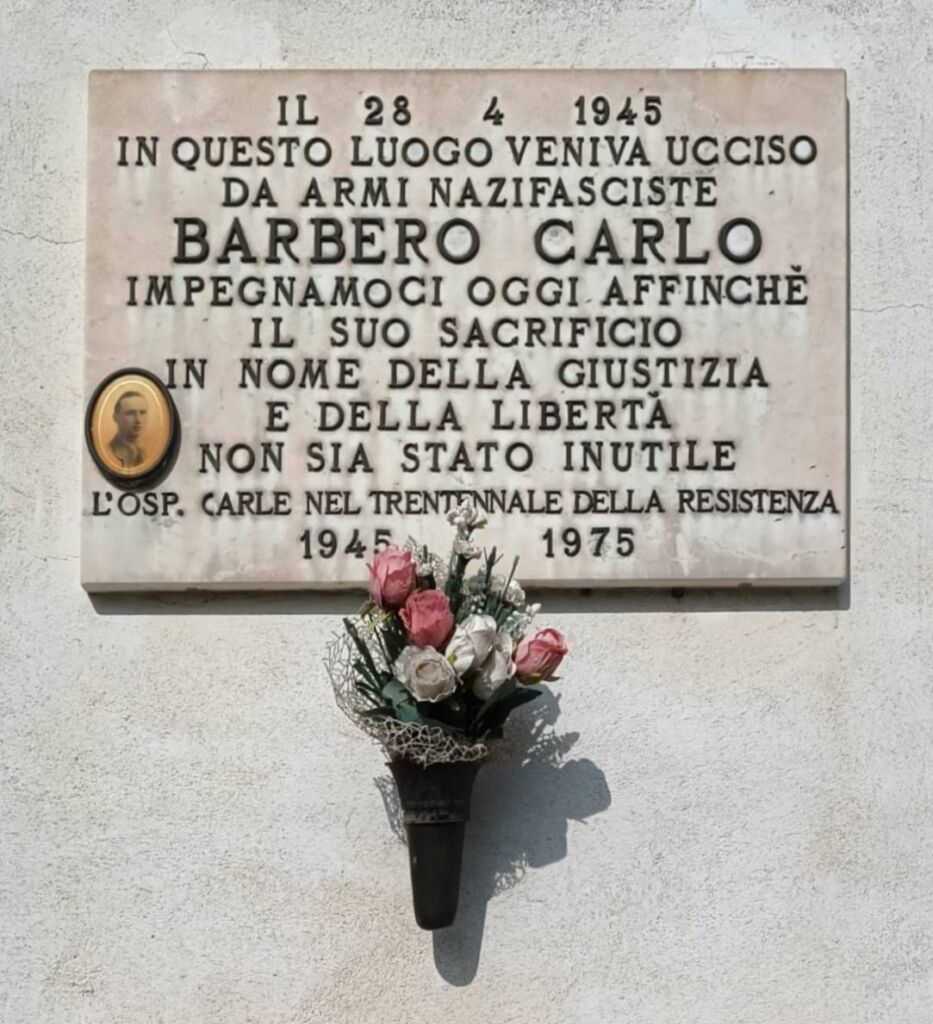 IL 28 4 1945
IN QUESTO LUOGO VENIVA UCCISO
DA ARMI NAZIFASCISTE
BARBERO CARLO
IMPEGNAMOCI OGGI AFFINCHÈ
IL SUO SACRIFICIO
IN NOME DELLA GIUSTIZIA
E DELLA LIBERTÀ
NON SIA STATO INUTILE
L'OSP. CARLE NEL TRENTENNALE DELLA RESISTENZA
1945 1975